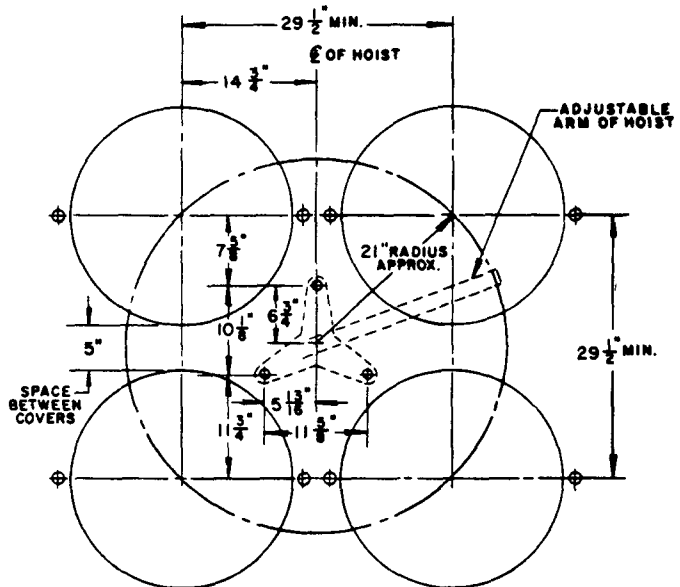 29 1/2" MIN.
℄ OF HOIST
14 3/4"
ADJUSTABLE
ARM OF HOIST
7 5/8"
21" RADIUS
APPROX.
6 3/4"
10 1/8"
5"
29 1/2" MIN.
SPACE
BETWEEN
COVERS
5 13/16"
11 3/4"
11 5/8"